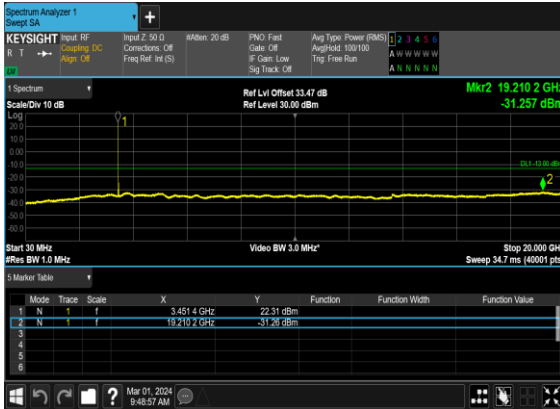 Spectrum Analyzer 1
Swept SA
+
KEYSIGHT Input: RF Input Z: 50 Ω #Atten: 20 dB PNO: Fast Avg Type: Power (RMS) 1 2 3 4 5 6
R T Coupling: DC Corrections: Off Gate: Off Avg|Hold: 100/100 A W W W W W
Align: Off Freq Ref: Int (S) IF Gain: Low Trig: Free Run
Sig Track: Off A N N N N N
1 Spectrum
Ref Lvl Offset 33.47 dB Mkr2 19.210 2 GHz
Scale/Div 10 dB Ref Level 30.00 dBm -31.257 dBm
Log
20.0
10.0
0.00
-10.0
-20.0
-30.0
-40.0
-50.0
-60.0
1
DL1 -13.00 dBm
2
Start 30 MHz Video BW 3.0 MHz* Stop 20.000 GHz
#Res BW 1.0 MHz Sweep 34.7 ms (40001 pts)
5 Marker Table
Mode Trace Scale X Y Function Function Width Function Value
1 N 1 f 3.451 4 GHz 22.31 dBm
2 N 1 f 19.210 2 GHz -31.26 dBm
3
4
5
6
? Mar 01, 2024
9:48:57 AM